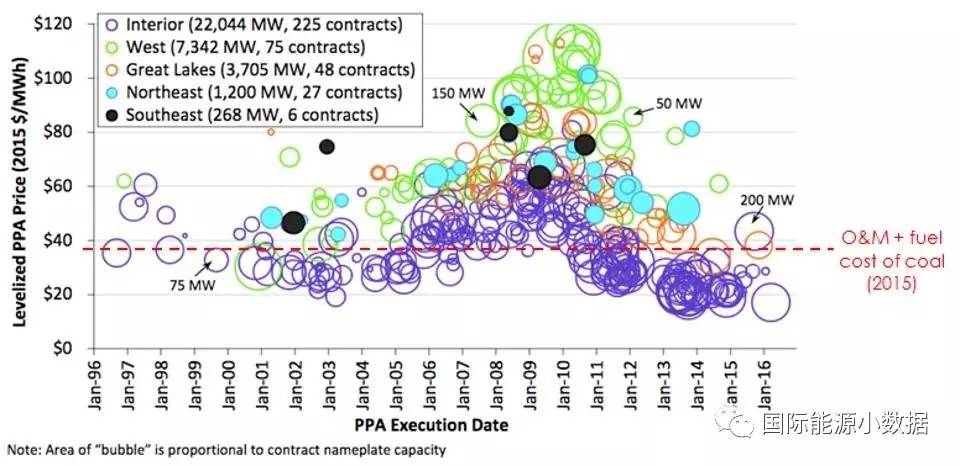 $120
$100
$80
$60
$40
$20
$0
Levelized PPA Price (2015 $/MWh)
Interior (22,044 MW, 225 contracts)
West (7,342 MW, 75 contracts)
Great Lakes (3,705 MW, 48 contracts)
Northeast (1,200 MW, 27 contracts)
Southeast (268 MW, 6 contracts)
150 MW
50 MW
200 MW
75 MW
O&M + fuel
cost of coal
(2015)
Jan-96
Jan-97
Jan-98
Jan-99
Jan-00
Jan-01
Jan-02
Jan-03
Jan-04
Jan-05
Jan-06
Jan-07
Jan-08
Jan-09
Jan-10
Jan-11
Jan-12
Jan-13
Jan-14
Jan-15
Jan-16
PPA Execution Date
国际能源小数据
Note: Area of “bubble” is proportional to contract nameplate capacity